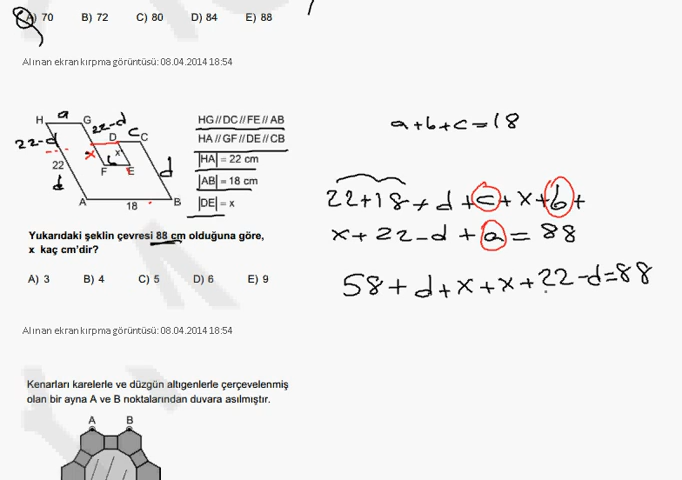 A) 70 B) 72 C) 80 D) 84 E) 88
Alınan ekran kırpma görüntüsü: 08.04.2014 18:54
H a G
22-d
22-d
D c C
x
x
b
F E
22
d
d
A 18 B
HG//DC//FE//AB
HA//GF//DE//CB
|HA| = 22 cm
|AB| = 18 cm
|DE| = x
Yukarıdaki şeklin çevresi 88 cm olduğuna göre,
x kaç cm'dir?
A) 3 B) 4 C) 5 D) 6 E) 9
a+b+c=18
22+18+d+c+x+b+
x+22-d+a=88
58+d+x+x+22-d=88
Alınan ekran kırpma görüntüsü: 08.04.2014 18:54
Kenarları karelerle ve düzgün altıgenlerle çerçevelenmiş
olan bir ayna A ve B noktalarından duvara asılmıştır.
A B